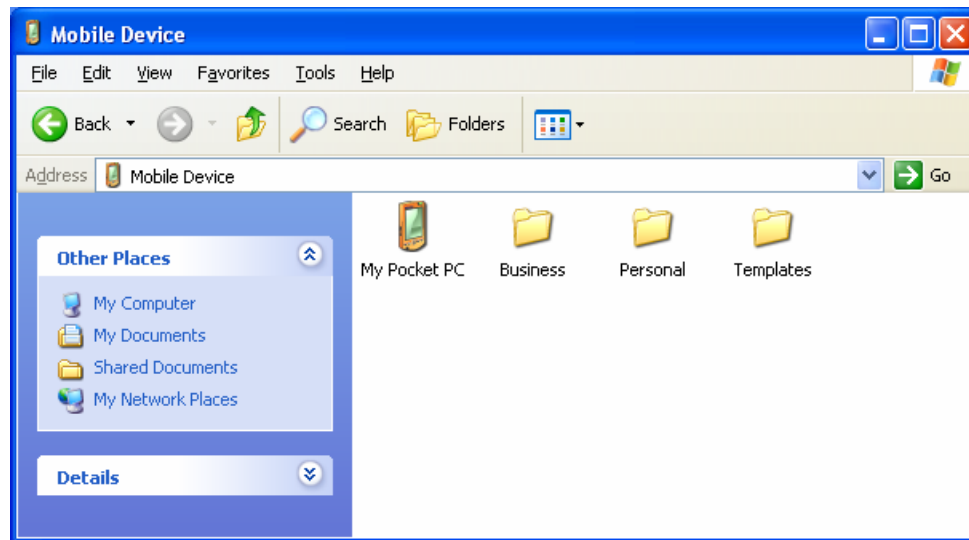 Mobile Device
File Edit View Favorites Tools Help
Back Search Folders
Address Mobile Device Go
Other Places
My Computer
My Documents
Shared Documents
My Network Places
Details
My Pocket PC Business Personal Templates